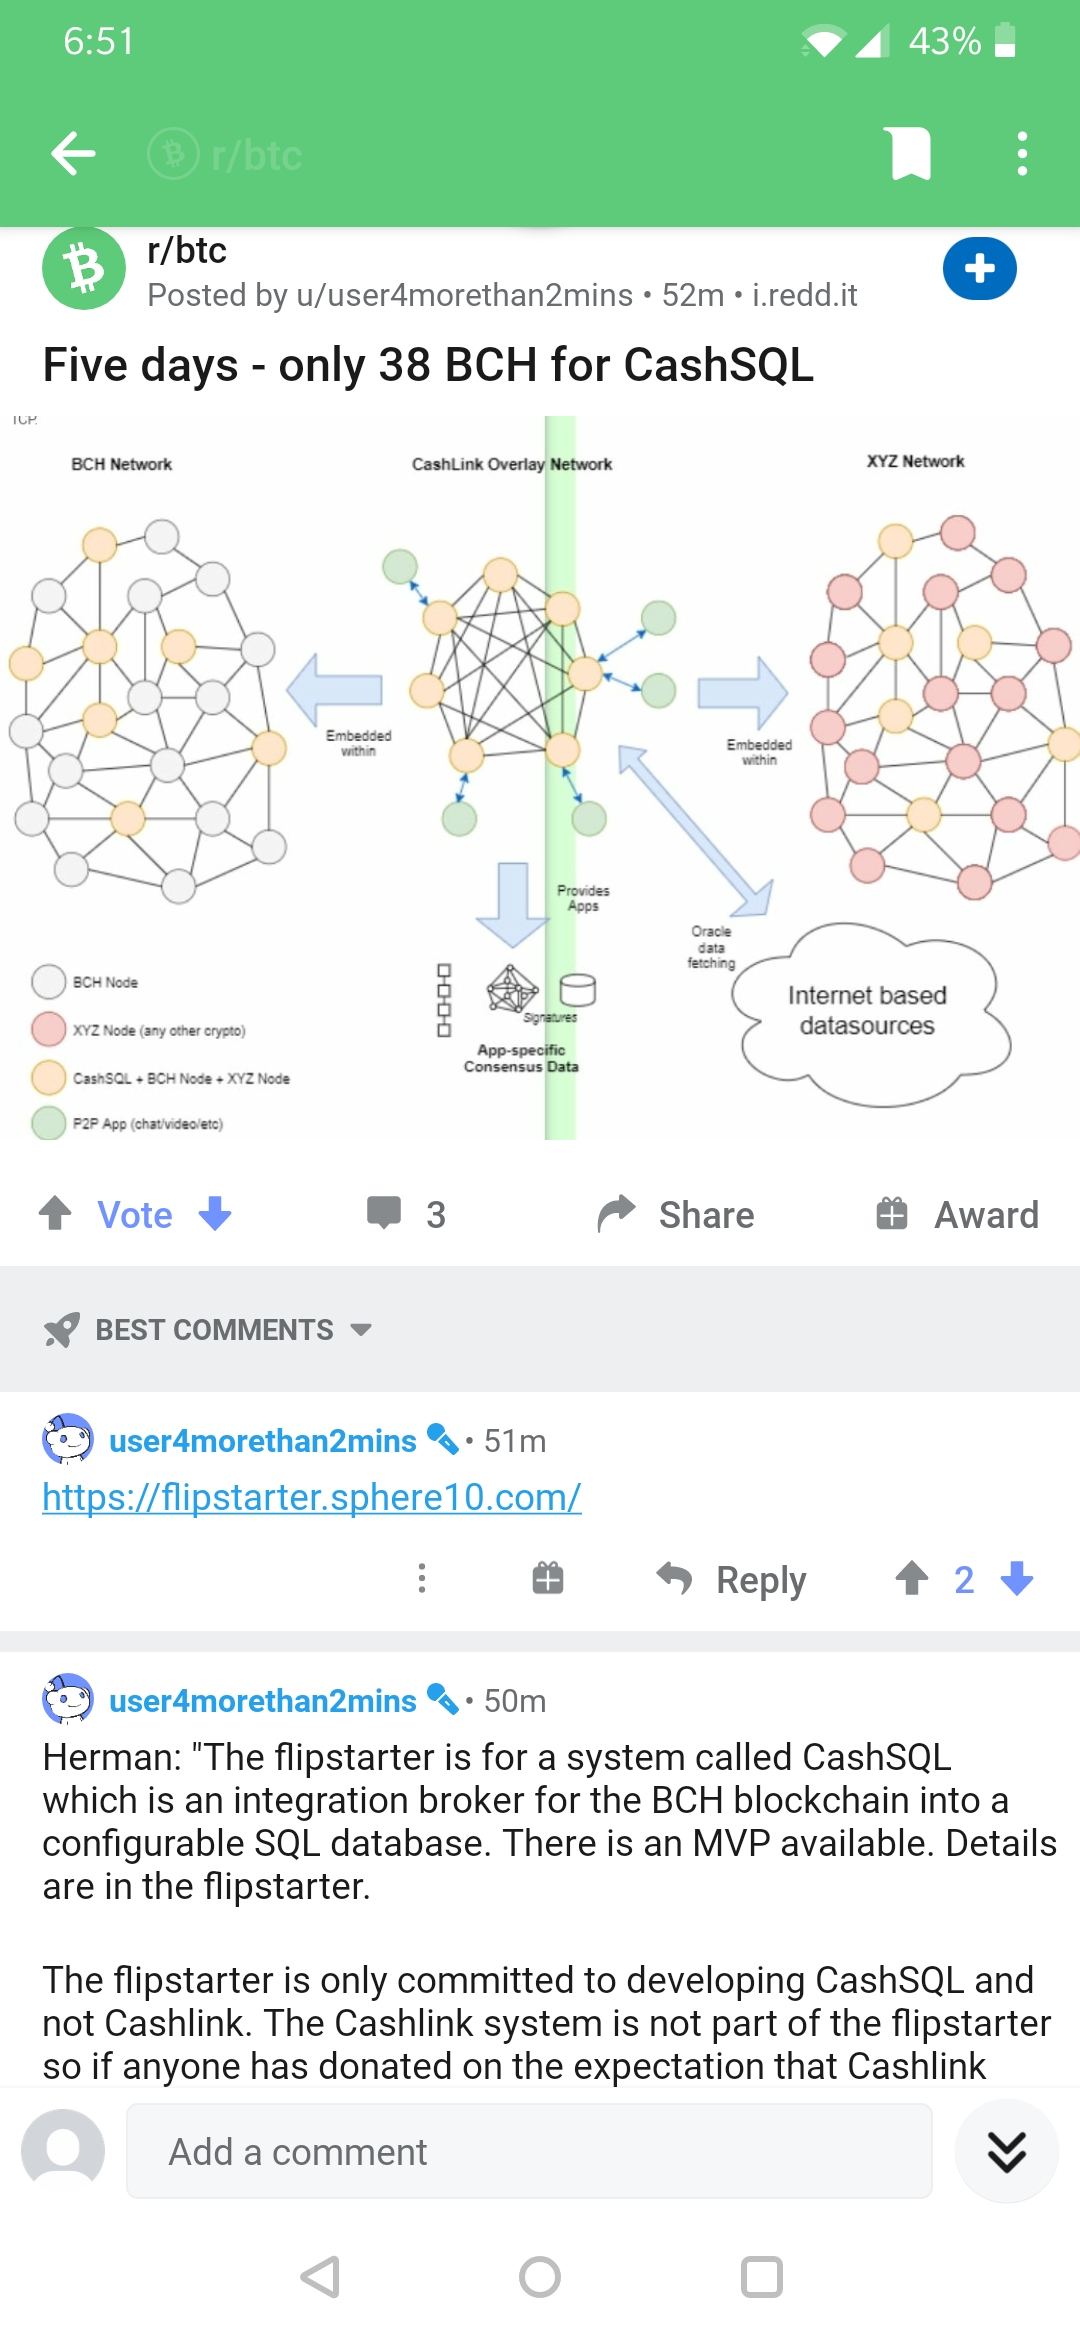 6:51
43%
r/btc
r/btc
Posted by u/user4morethan2mins • 52m • i.redd.it
Five days - only 38 BCH for CashSQL
TCP.
BCH Network
CashLink Overlay Network
XYZ Network
Embedded
within
Embedded
within
Provides
Apps
Oracle
data
fetching
Internet based
datasources
Signatures
App-specific
Consensus Data
BCH Node
XYZ Node (any other crypto)
CashSQL + BCH Node + XYZ Node
P2P App (chat/video/etc)
Vote
3
Share
Award
BEST COMMENTS
user4morethan2mins • 51m
https://flipstarter.sphere10.com/
Reply
2
user4morethan2mins • 50m
Herman: "The flipstarter is for a system called CashSQL
which is an integration broker for the BCH blockchain into a
configurable SQL database. There is an MVP available. Details
are in the flipstarter.
The flipstarter is only committed to developing CashSQL and
not Cashlink. The Cashlink system is not part of the flipstarter
so if anyone has donated on the expectation that Cashlink
Add a comment